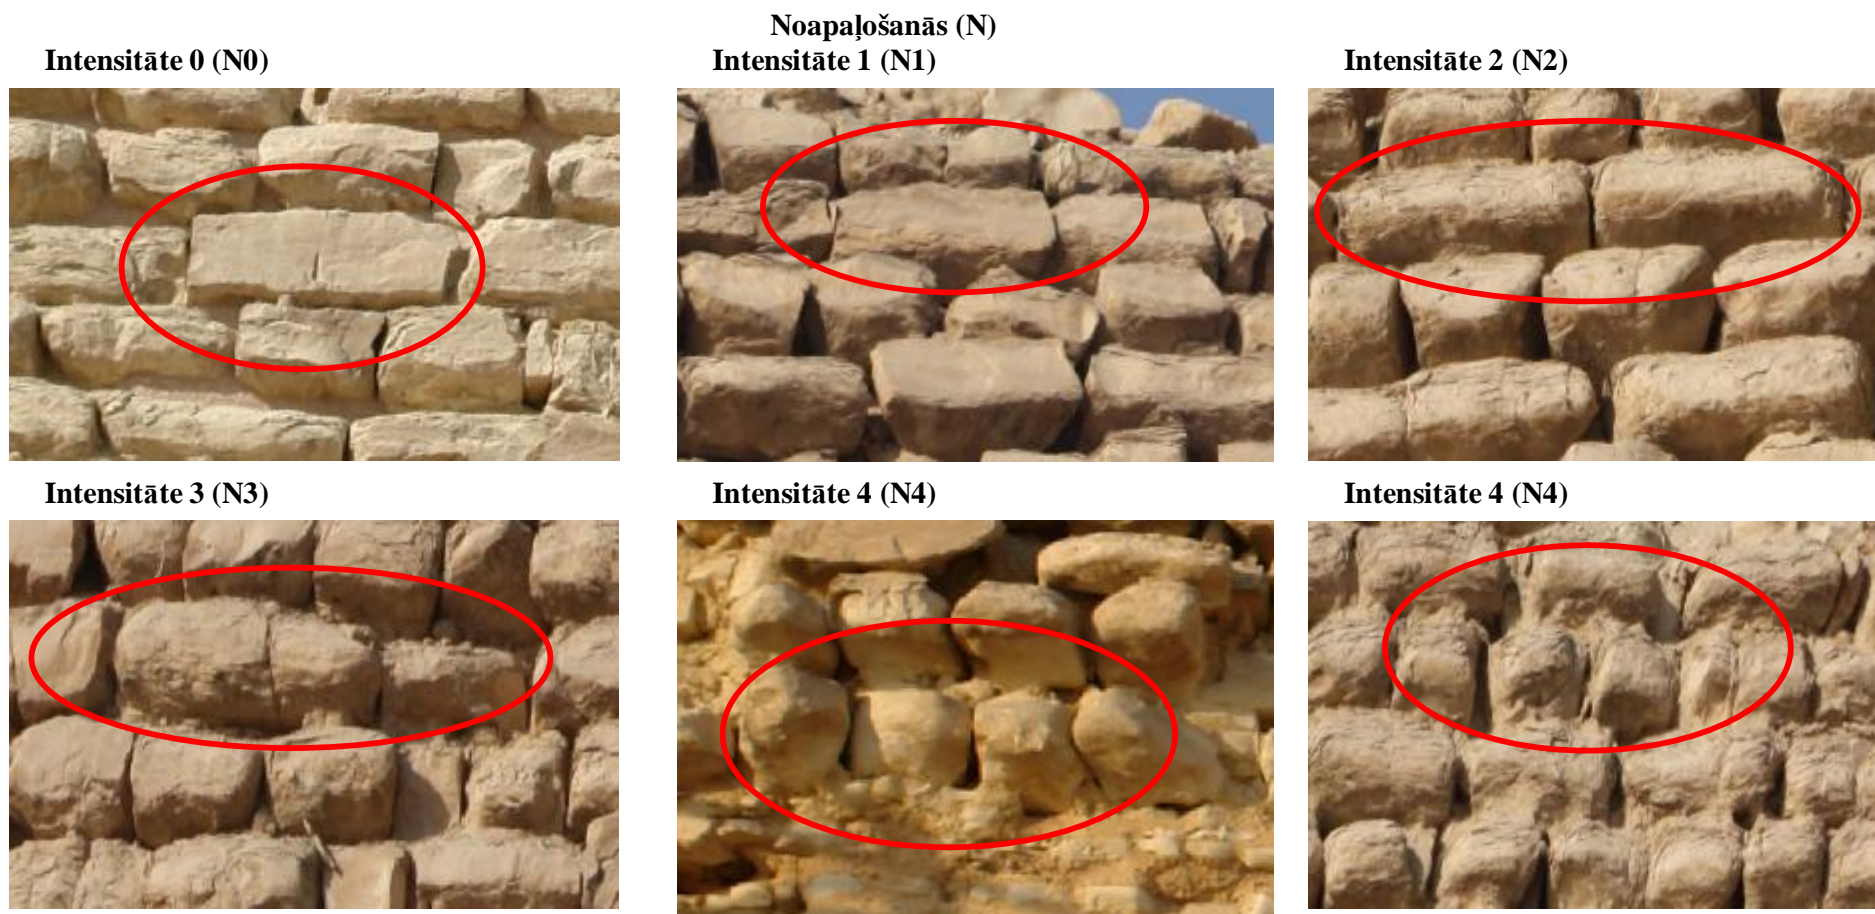 Noapaļošanās (N)
Intensitāte 0 (N0)
Intensitāte 1 (N1)
Intensitāte 2 (N2)
Intensitāte 3 (N3)
Intensitāte 4 (N4)
Intensitāte 4 (N4)